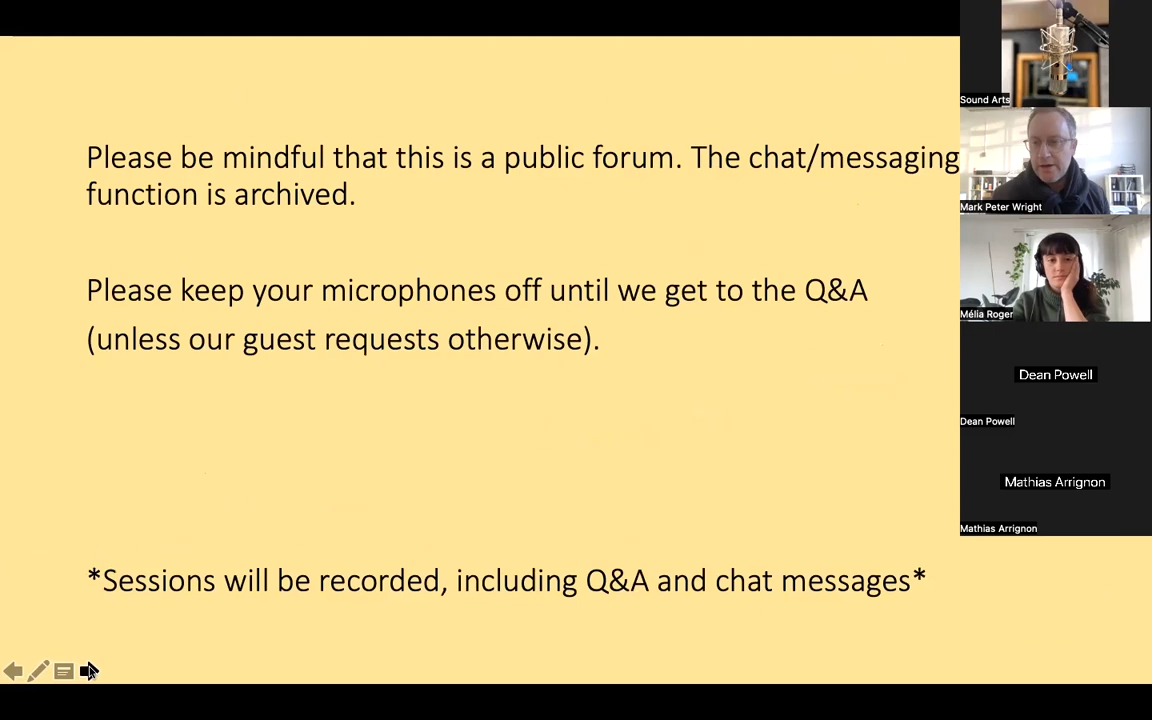 Please be mindful that this is a public forum. The chat/messaging
function is archived.
Please keep your microphones off until we get to the Q&A
(unless our guest requests otherwise).
*Sessions will be recorded, including Q&A and chat messages*
Sound Arts
Mark Peter Wright
Mélia Roger
Dean Powell
Dean Powell
Mathias Arrignon
Mathias Arrignon